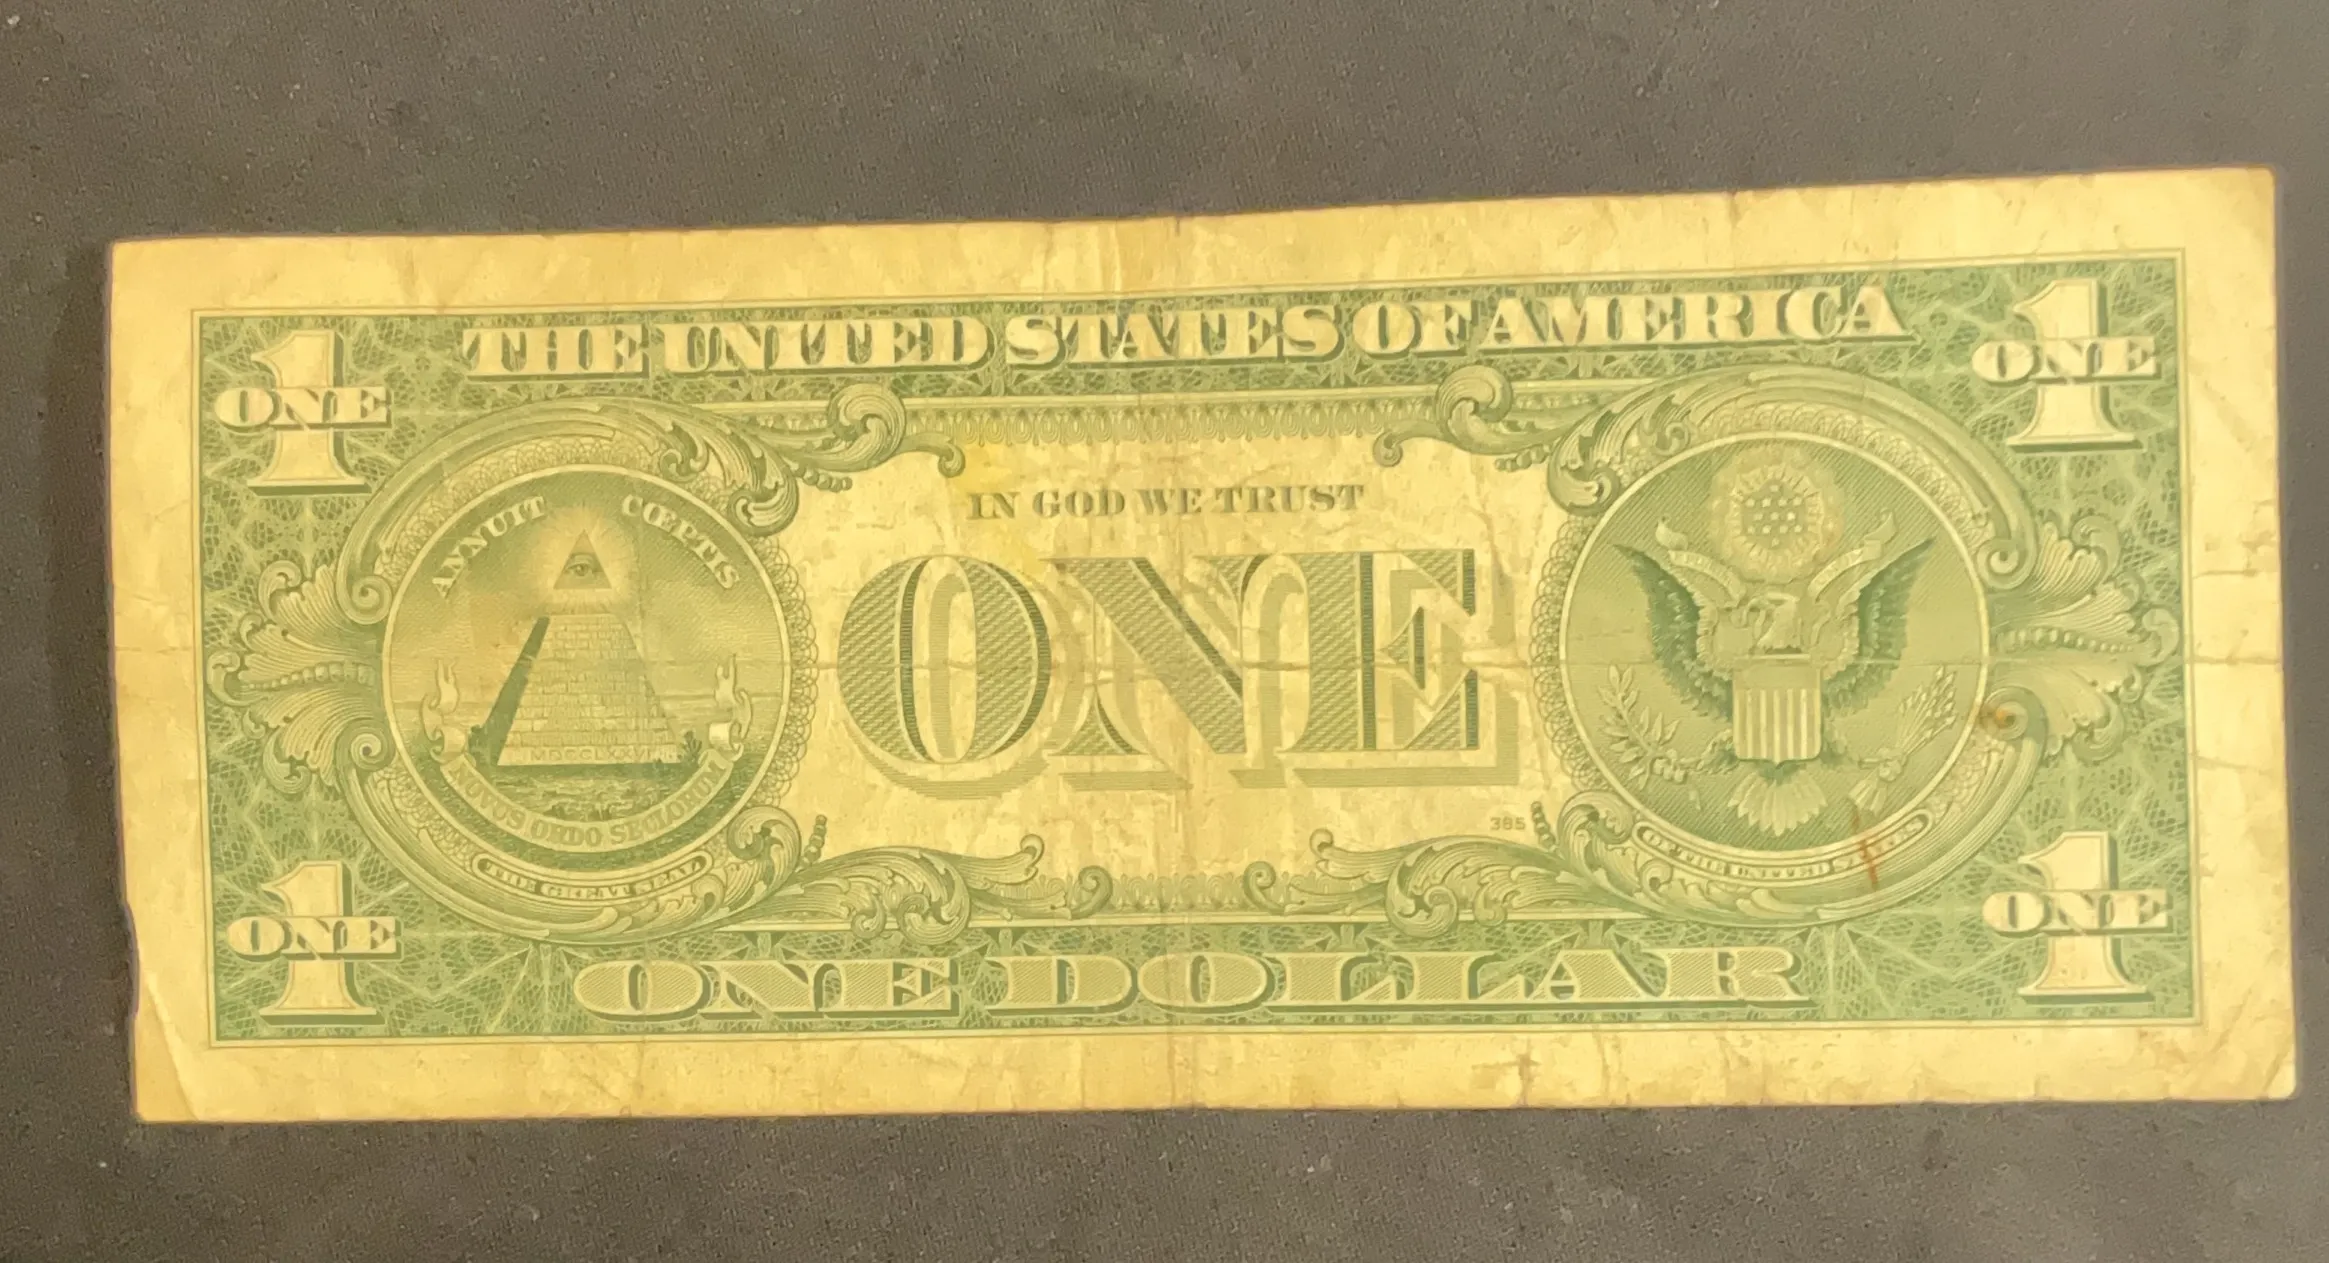 THE UNITED STATES OF AMERICA
1
ONE
1
ONE
ANNUIT CŒPTIS
IN GOD WE TRUST
ONE
MDCCLXXVI
NOVUS ORDO SECLORUM
THE GREAT SEAL
385
OF THE UNITED STATES
1
ONE
1
ONE
ONE DOLLAR